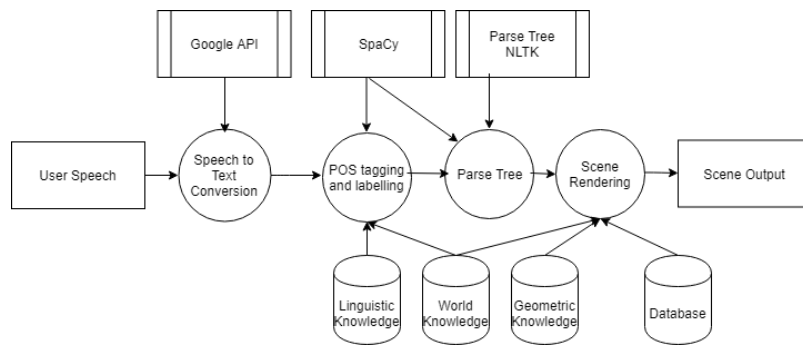 Google API
SpaCy
Parse Tree
NLTK
User Speech
Speech to
Text
Conversion
POS tagging
and labelling
Parse Tree
Scene
Rendering
Scene Output
Linguistic
Knowledge
World
Knowledge
Geometric
Knowledge
Database